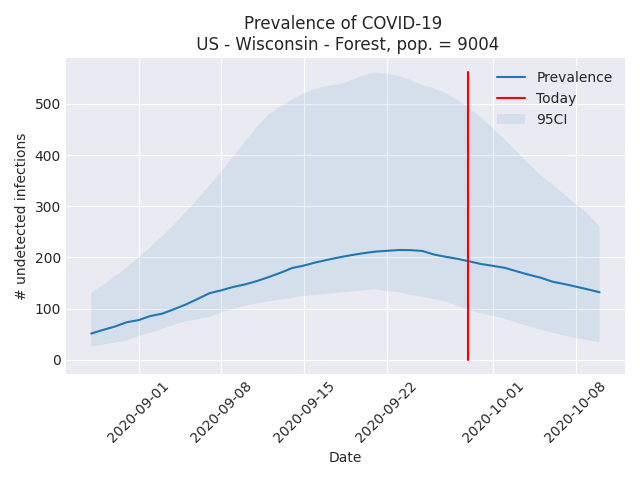 Prevalence of COVID-19
US - Wisconsin - Forest, pop. = 9004
Prevalence
Today
95CI
# undetected infections
500
400
300
200
100
0
2020-09-01
2020-09-08
2020-09-15
2020-09-22
2020-10-01
2020-10-08
Date